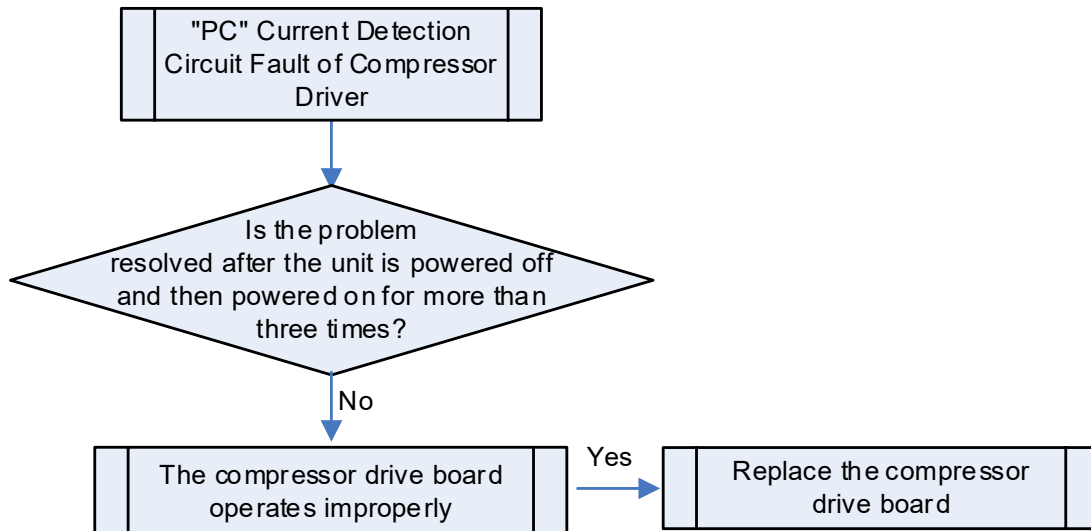 "PC" Current Detection
Circuit Fault of Compressor
Driver
Is the problem
resolved after the unit is powered off
and then powered on for more than
three times?
No
The compressor drive board
operates improperly
Yes
Replace the compressor
drive board